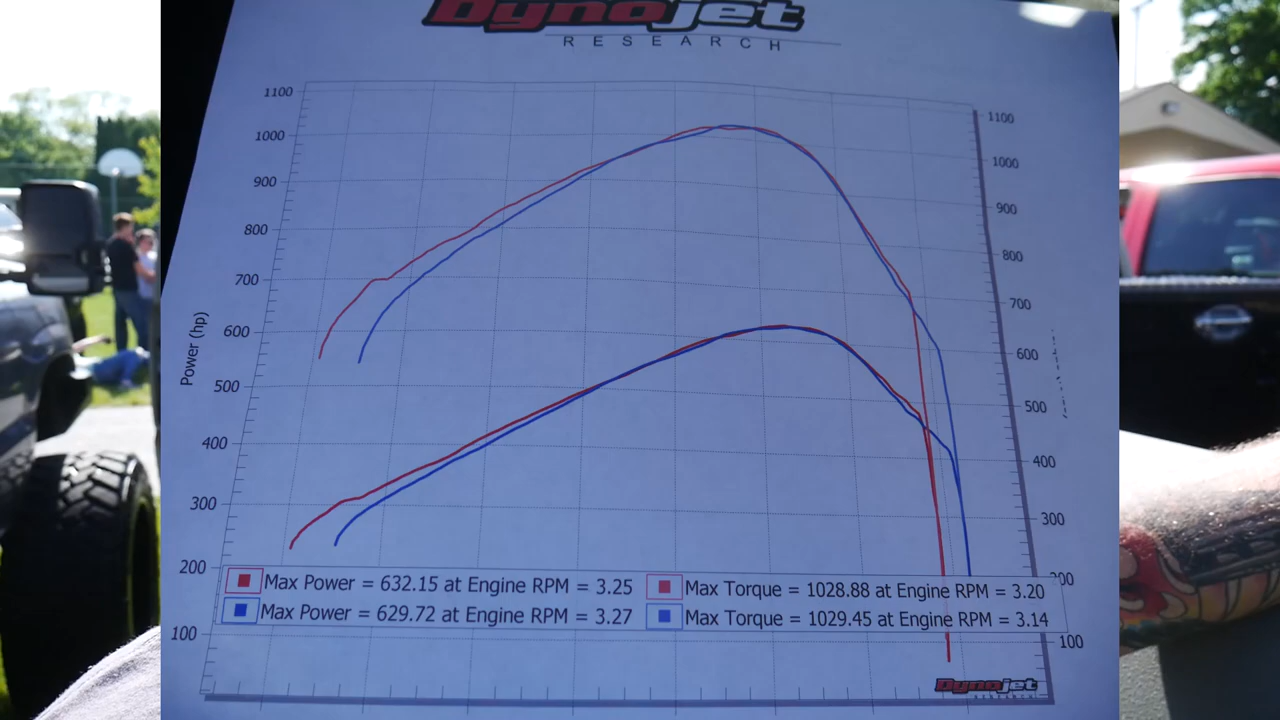 Dynojet
RESEARCH
1100
1000
900
800
700
600
500
400
300
200
100
Power (hp)
1100
1000
900
800
700
600
500
400
300
200
100
Max Power = 632.15 at Engine RPM = 3.25
Max Torque = 1028.88 at Engine RPM = 3.20
Max Power = 629.72 at Engine RPM = 3.27
Max Torque = 1029.45 at Engine RPM = 3.14
Dynojet